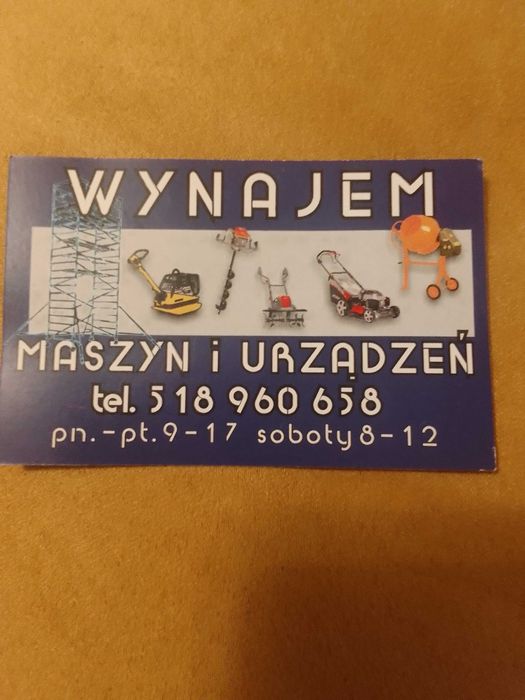 WYNAJEM
MASZYN i URZĄDZEŃ
tel. 518 960 658
pn.-pt. 9-17 soboty 8-12